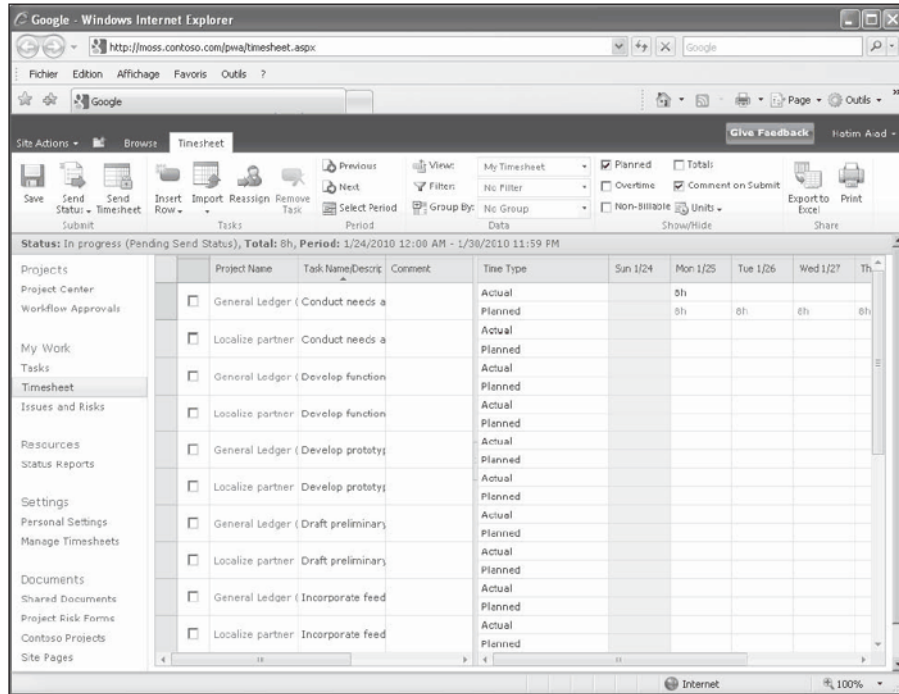 Google - Windows Internet Explorer
http://moss.contoso.com/pwa/timesheet.aspx
Google
Fichier Edition Affichage Favoris Outils ?
Google
Page Outils
Give Feedback
Site Actions Browse Timesheet
Save
Send Status
Send Timesheet
Submit
Insert Row
Import
Reassign
Remove Task
Tasks
Previous
Next
Select Period
Period
View: My Timesheet
Filter: No Filter
Group By: No Group
Data
Planned Totals
Overtime Comment on Submit
Non-Billable Units
Show/Hide
Export to Excel
Print
Share
Status: In progress (Pending Send Status), Total: 8h, Period: 1/24/2010 12:00 AM - 1/30/2010 11:59 PM
Projects
Project Center
Workflow Approvals
My Work
Tasks
Timesheet
Issues and Risks
Resources
Status Reports
Settings
Personal Settings
Manage Timesheets
Documents
Shared Documents
Project Risk Forms
Contoso Projects
Site Pages
Project Name Task Name/Descrip Comment Time Type Sun 1/24 Mon 1/25 Tue 1/26 Wed 1/27 Th
General Ledger ( Conduct needs a Actual 8h
Planned 8h 8h 8h 8h
Localize partner Conduct needs a Actual
Planned
General Ledger ( Develop function Actual
Planned
Localize partner Develop function Actual
Planned
General Ledger ( Develop prototyp Actual
Planned
Localize partner Develop prototyp Actual
Planned
General Ledger ( Draft preliminary Actual
Planned
Localize partner Draft preliminary Actual
Planned
General Ledger ( Incorporate feed Actual
Planned
Localize partner Incorporate feed Actual
Planned
Internet 100%